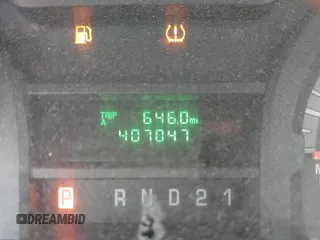 TRIP
A
646.0mi
407047
P R N D 2 1
DREAMBID